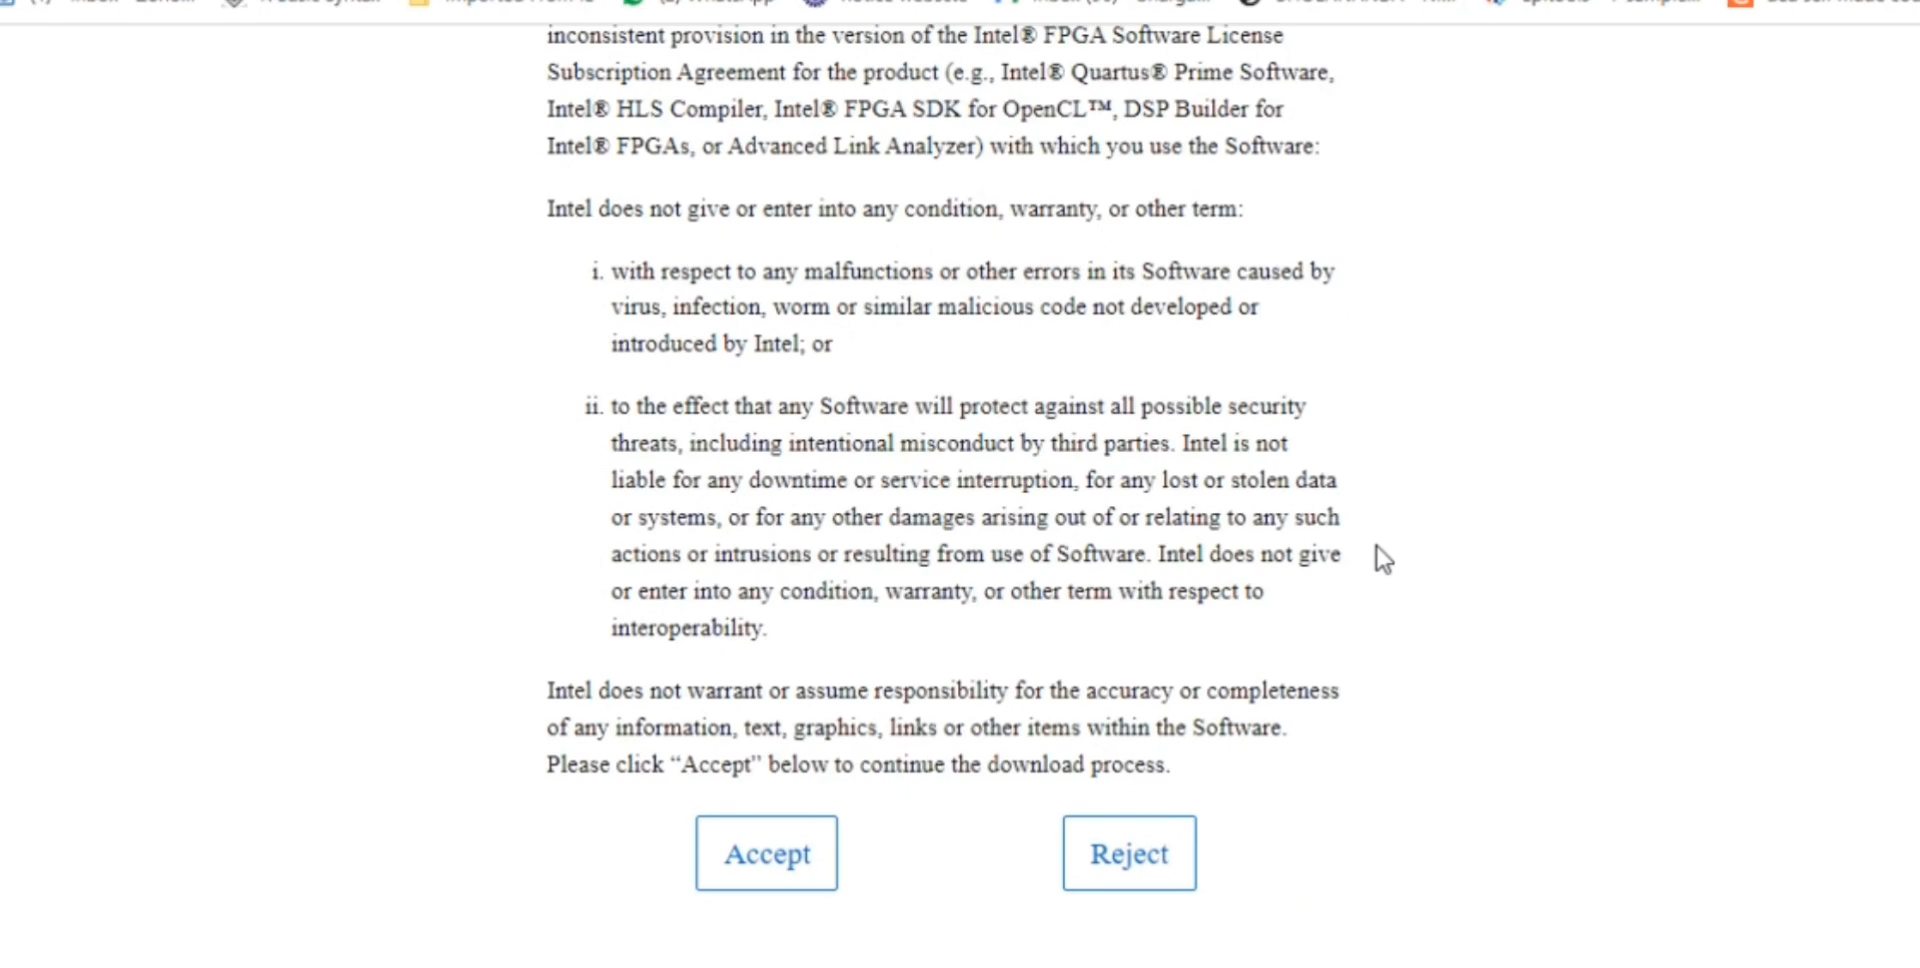 inconsistent provision in the version of the Intel® FPGA Software License
Subscription Agreement for the product (e.g., Intel® Quartus® Prime Software,
Intel® HLS Compiler, Intel® FPGA SDK for OpenCL™, DSP Builder for
Intel® FPGAs, or Advanced Link Analyzer) with which you use the Software:
Intel does not give or enter into any condition, warranty, or other term:
i. with respect to any malfunctions or other errors in its Software caused by
virus, infection, worm or similar malicious code not developed or
introduced by Intel; or
ii. to the effect that any Software will protect against all possible security
threats, including intentional misconduct by third parties. Intel is not
liable for any downtime or service interruption, for any lost or stolen data
or systems, or for any other damages arising out of or relating to any such
actions or intrusions or resulting from use of Software. Intel does not give
or enter into any condition, warranty, or other term with respect to
interoperability.
Intel does not warrant or assume responsibility for the accuracy or completeness
of any information, text, graphics, links or other items within the Software.
Please click “Accept” below to continue the download process.
Accept Reject